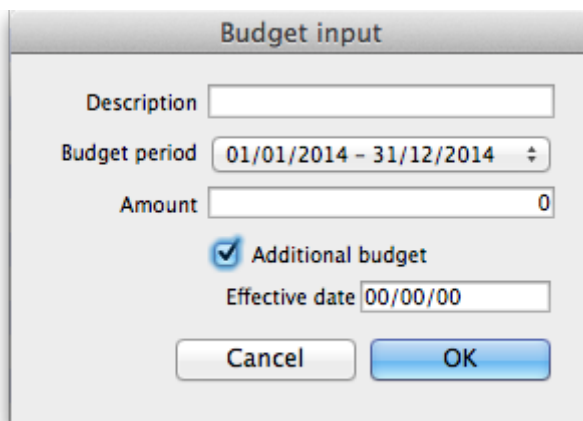 Budget input
Description
Budget period 01/01/2014 – 31/12/2014
Amount 0
Additional budget
Effective date 00/00/00
Cancel OK